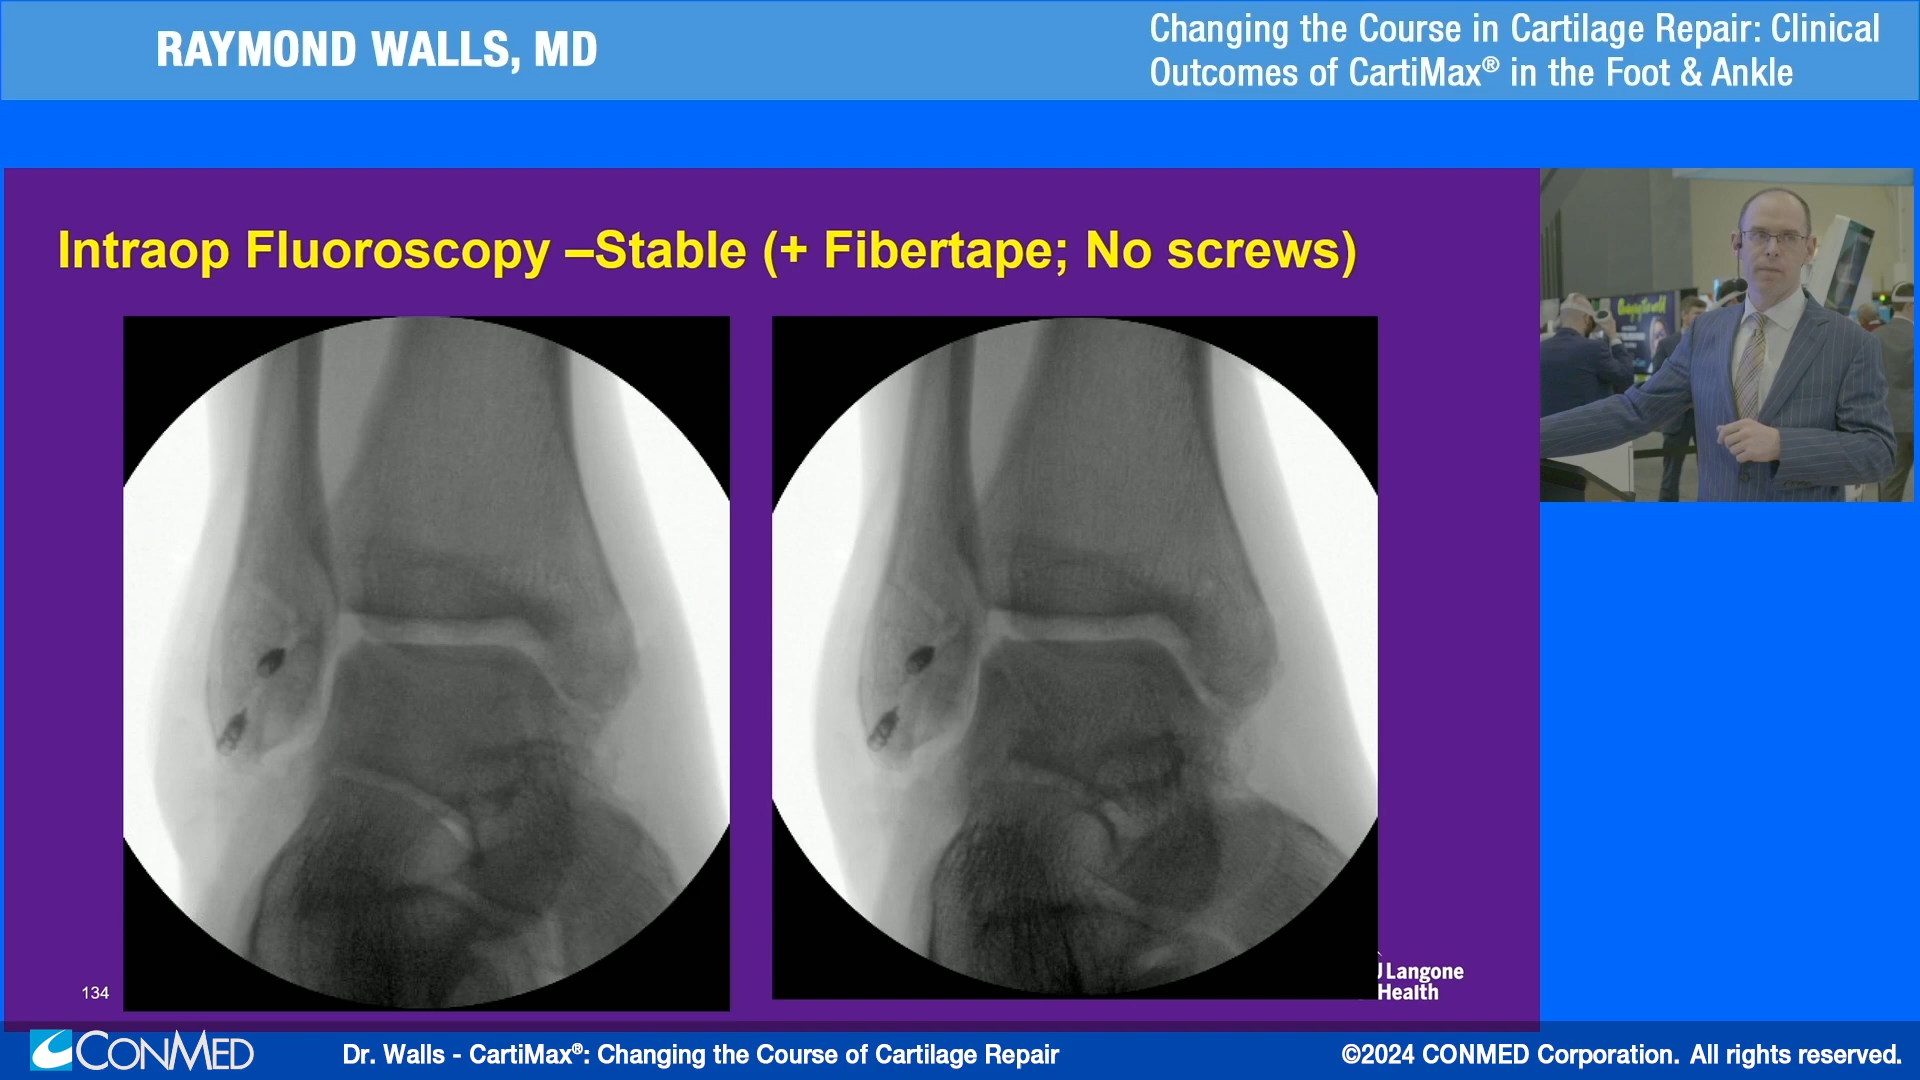 RAYMOND WALLS, MD
Changing the Course in Cartilage Repair: Clinical
Outcomes of CartiMax® in the Foot & Ankle
Intraop Fluoroscopy –Stable (+ Fibertape; No screws)
134
Langone
Health
CONMED
Dr. Walls - CartiMax®: Changing the Course of Cartilage Repair
©2024 CONMED Corporation. All rights reserved.